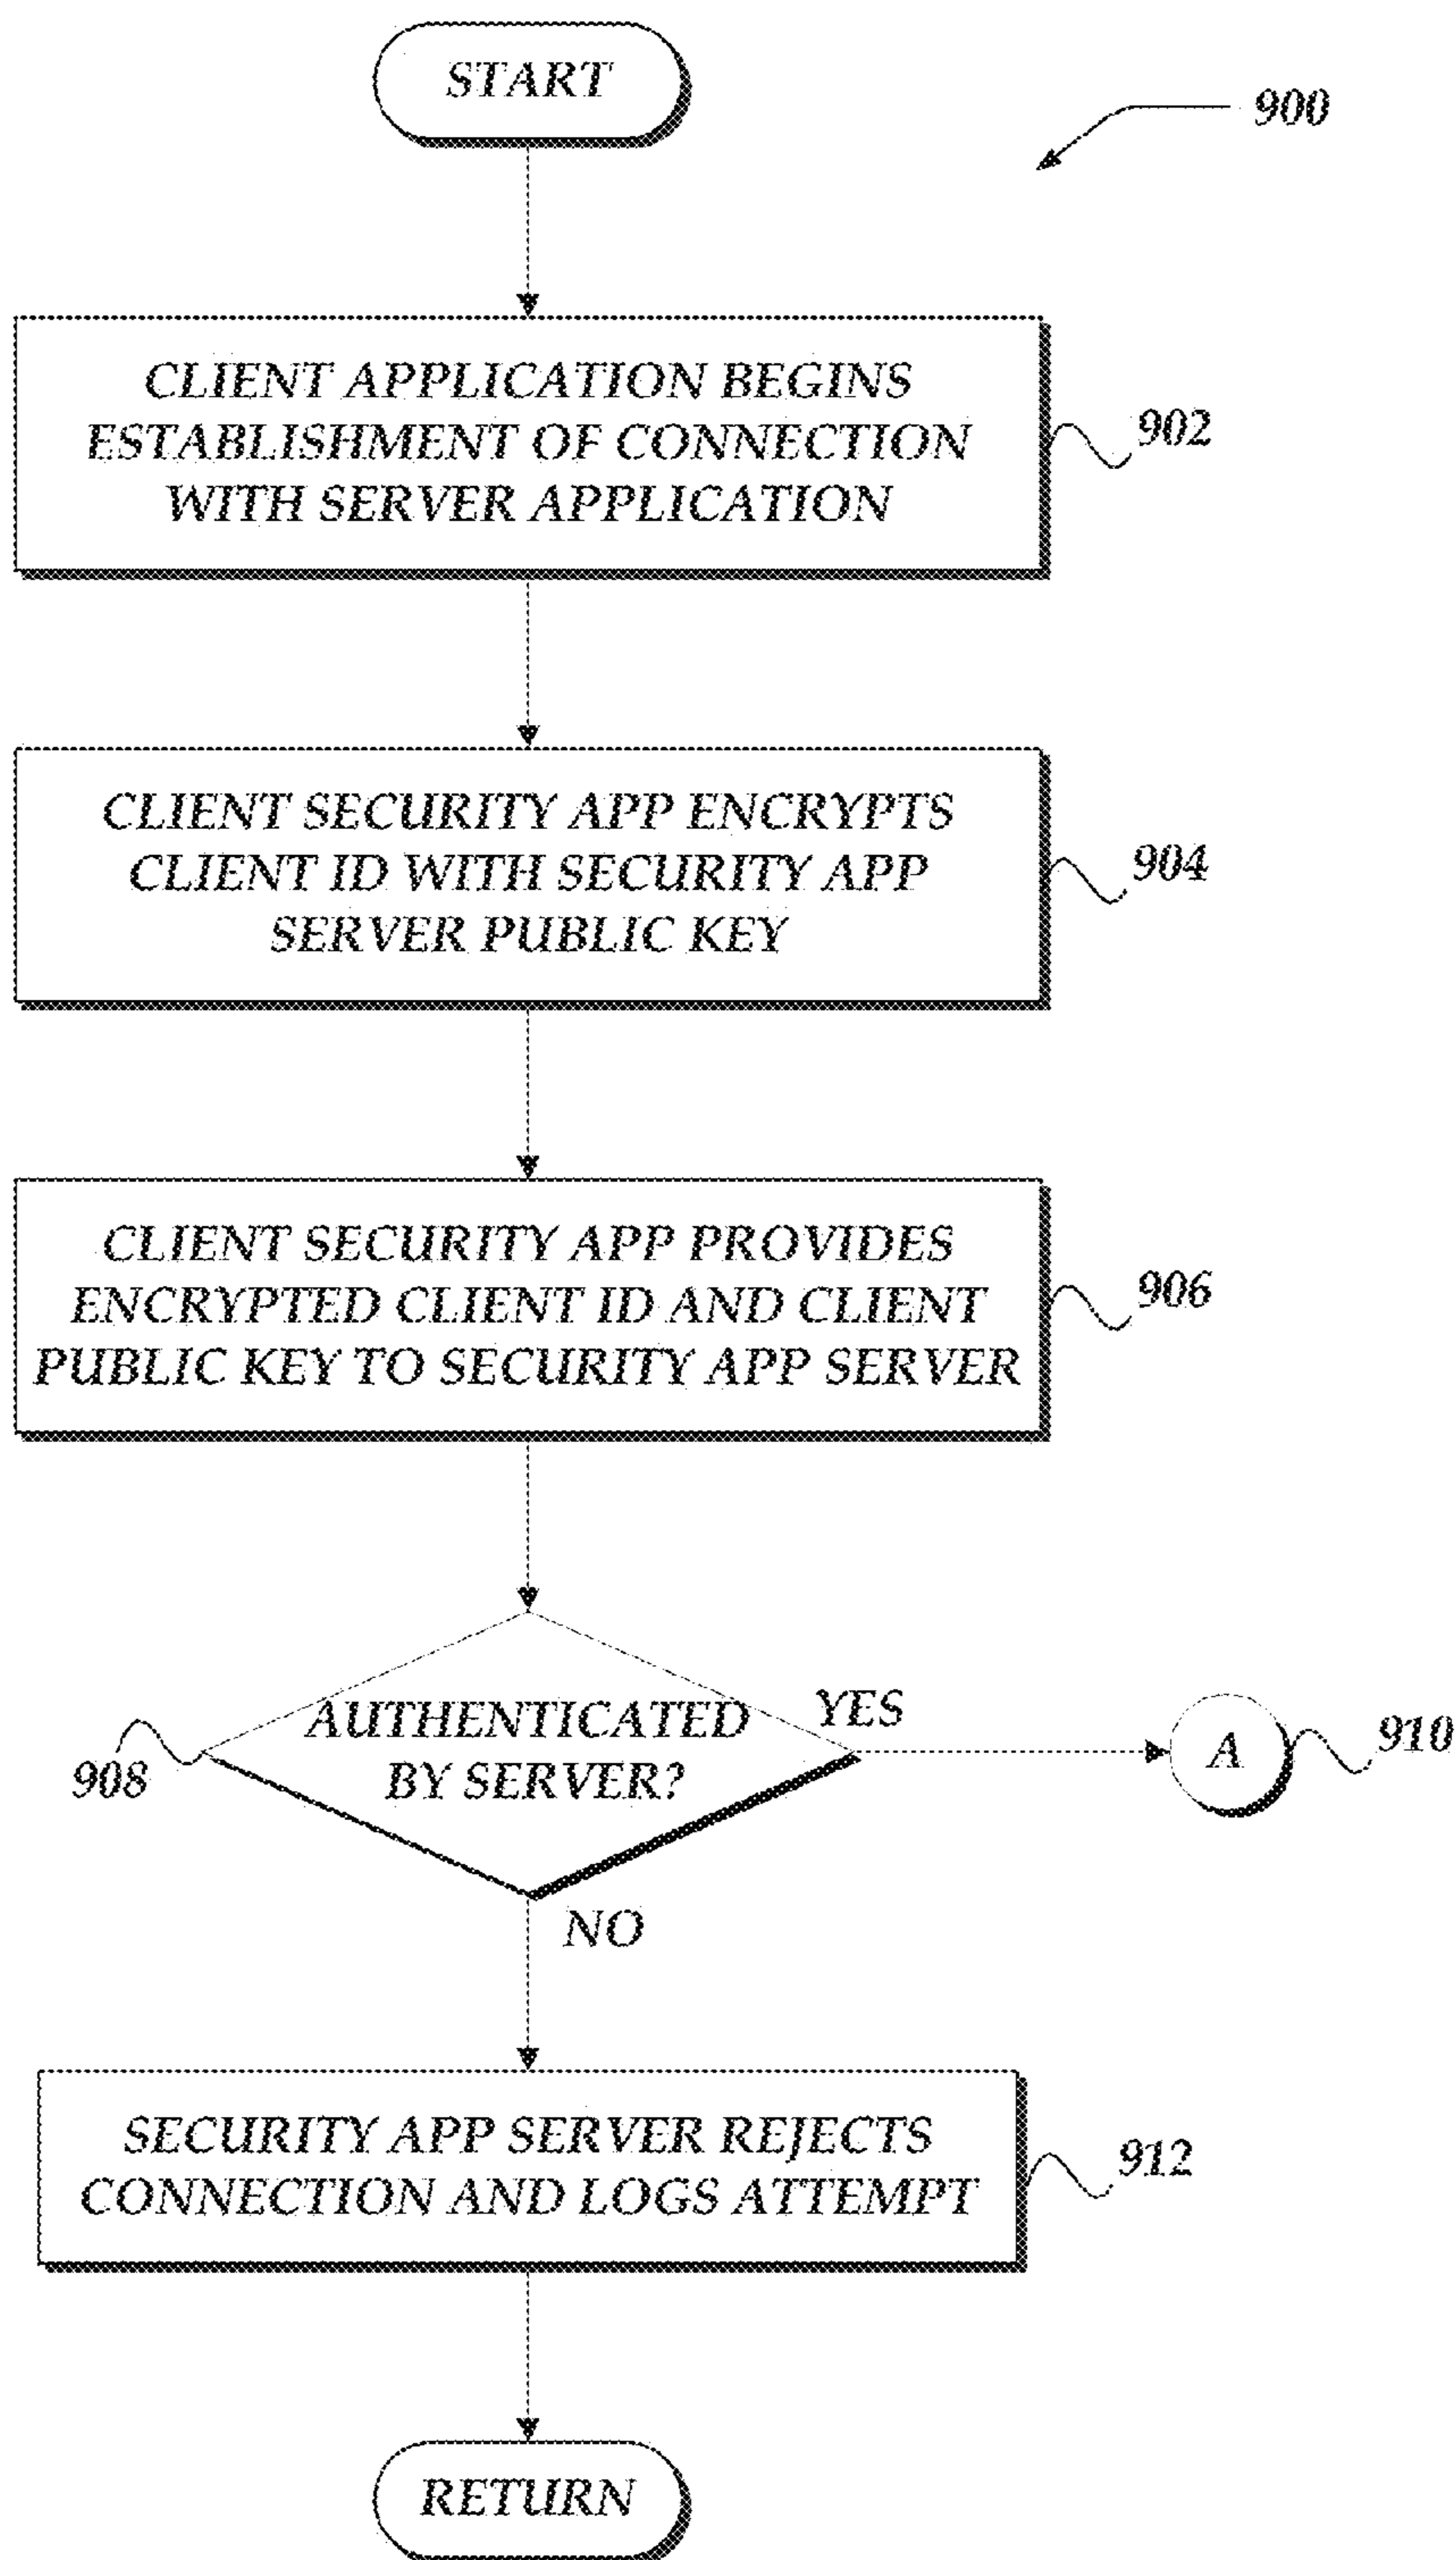 START
900
CLIENT APPLICATION BEGINS
ESTABLISHMENT OF CONNECTION
WITH SERVER APPLICATION
902
CLIENT SECURITY APP ENCRYPTS
CLIENT ID WITH SECURITY APP
SERVER PUBLIC KEY
904
CLIENT SECURITY APP PROVIDES
ENCRYPTED CLIENT ID AND CLIENT
PUBLIC KEY TO SECURITY APP SERVER
906
AUTHENTICATED
BY SERVER?
908
YES
A
910
NO
SECURITY APP SERVER REJECTS
CONNECTION AND LOGS ATTEMPT
912
RETURN